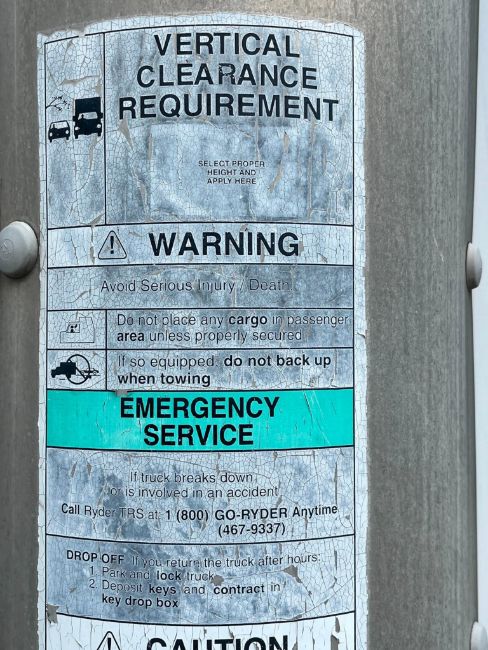 VERTICAL
CLEARANCE
REQUIREMENT
SELECT PROPER
HEIGHT AND
APPLY HERE
WARNING
Avoid Serious Injury / Death
Do not place any cargo in passenger
area unless properly secured
If so equipped, do not back up
when towing
EMERGENCY
SERVICE
If truck breaks down
or is involved in an accident
Call Ryder TRS at: 1 (800) GO-RYDER Anytime
(467-9337)
DROP OFF If you return the truck after hours:
1. Park and lock truck
2. Deposit keys and contract in
key drop box
CAUTION